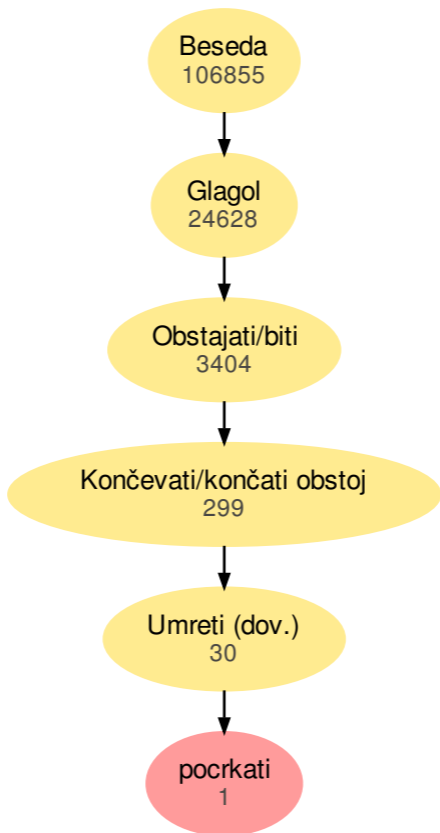 Beseda
106855
Glagol
24628
Obstajati/biti
3404
Končevati/končati obstoj
299
Umreti (dov.)
30
pocrkati
1